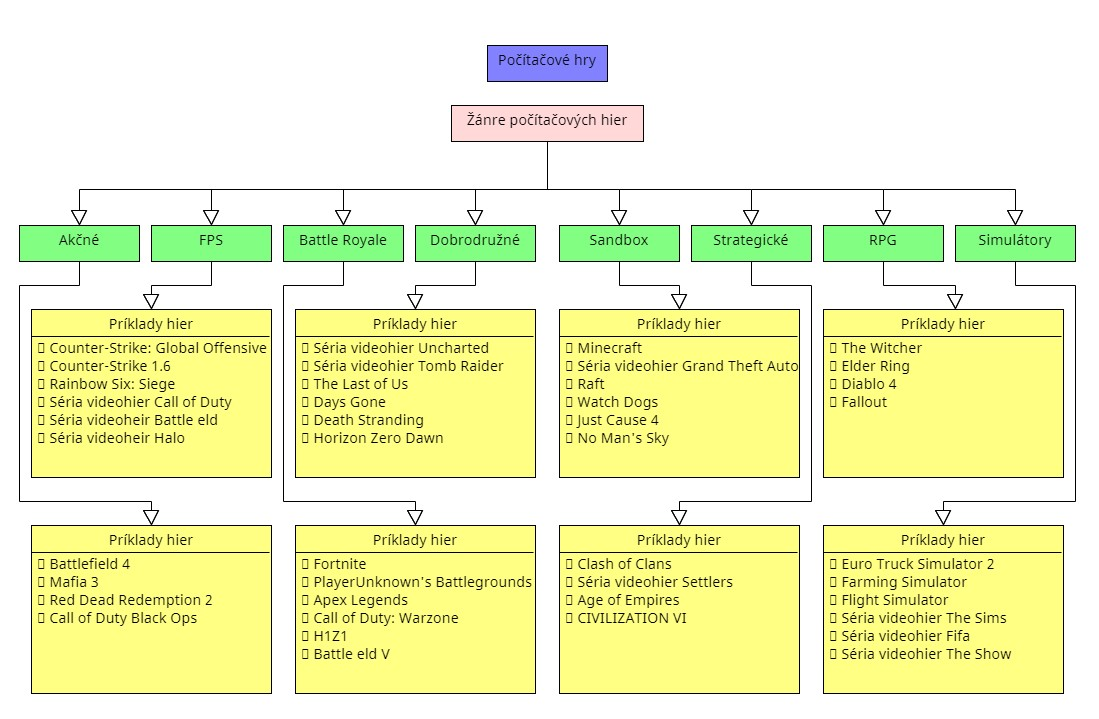 Počítačové hry
Žánre počítačových hier
Akčné
FPS
Battle Royale
Dobrodružné
Sandbox
Strategické
RPG
Simulátory
Príklady hier
Counter-Strike: Global Offensive
Counter-Strike 1.6
Rainbow Six: Siege
Séria videohier Call of Duty
Séria videoheir Battle eld
Séria videoheir Halo
Príklady hier
Séria videohier Uncharted
Séria videohier Tomb Raider
The Last of Us
Days Gone
Death Stranding
Horizon Zero Dawn
Príklady hier
Minecraft
Séria videohier Grand Theft Auto
Raft
Watch Dogs
Just Cause 4
No Man's Sky
Príklady hier
The Witcher
Elder Ring
Diablo 4
Fallout
Príklady hier
Battlefield 4
Mafia 3
Red Dead Redemption 2
Call of Duty Black Ops
Príklady hier
Fortnite
PlayerUnknown's Battlegrounds
Apex Legends
Call of Duty: Warzone
H1Z1
Battle eld V
Príklady hier
Clash of Clans
Séria videohier Settlers
Age of Empires
CIVILIZATION VI
Príklady hier
Euro Truck Simulator 2
Farming Simulator
Flight Simulator
Séria videohier The Sims
Séria videohier Fifa
Séria videohier The Show